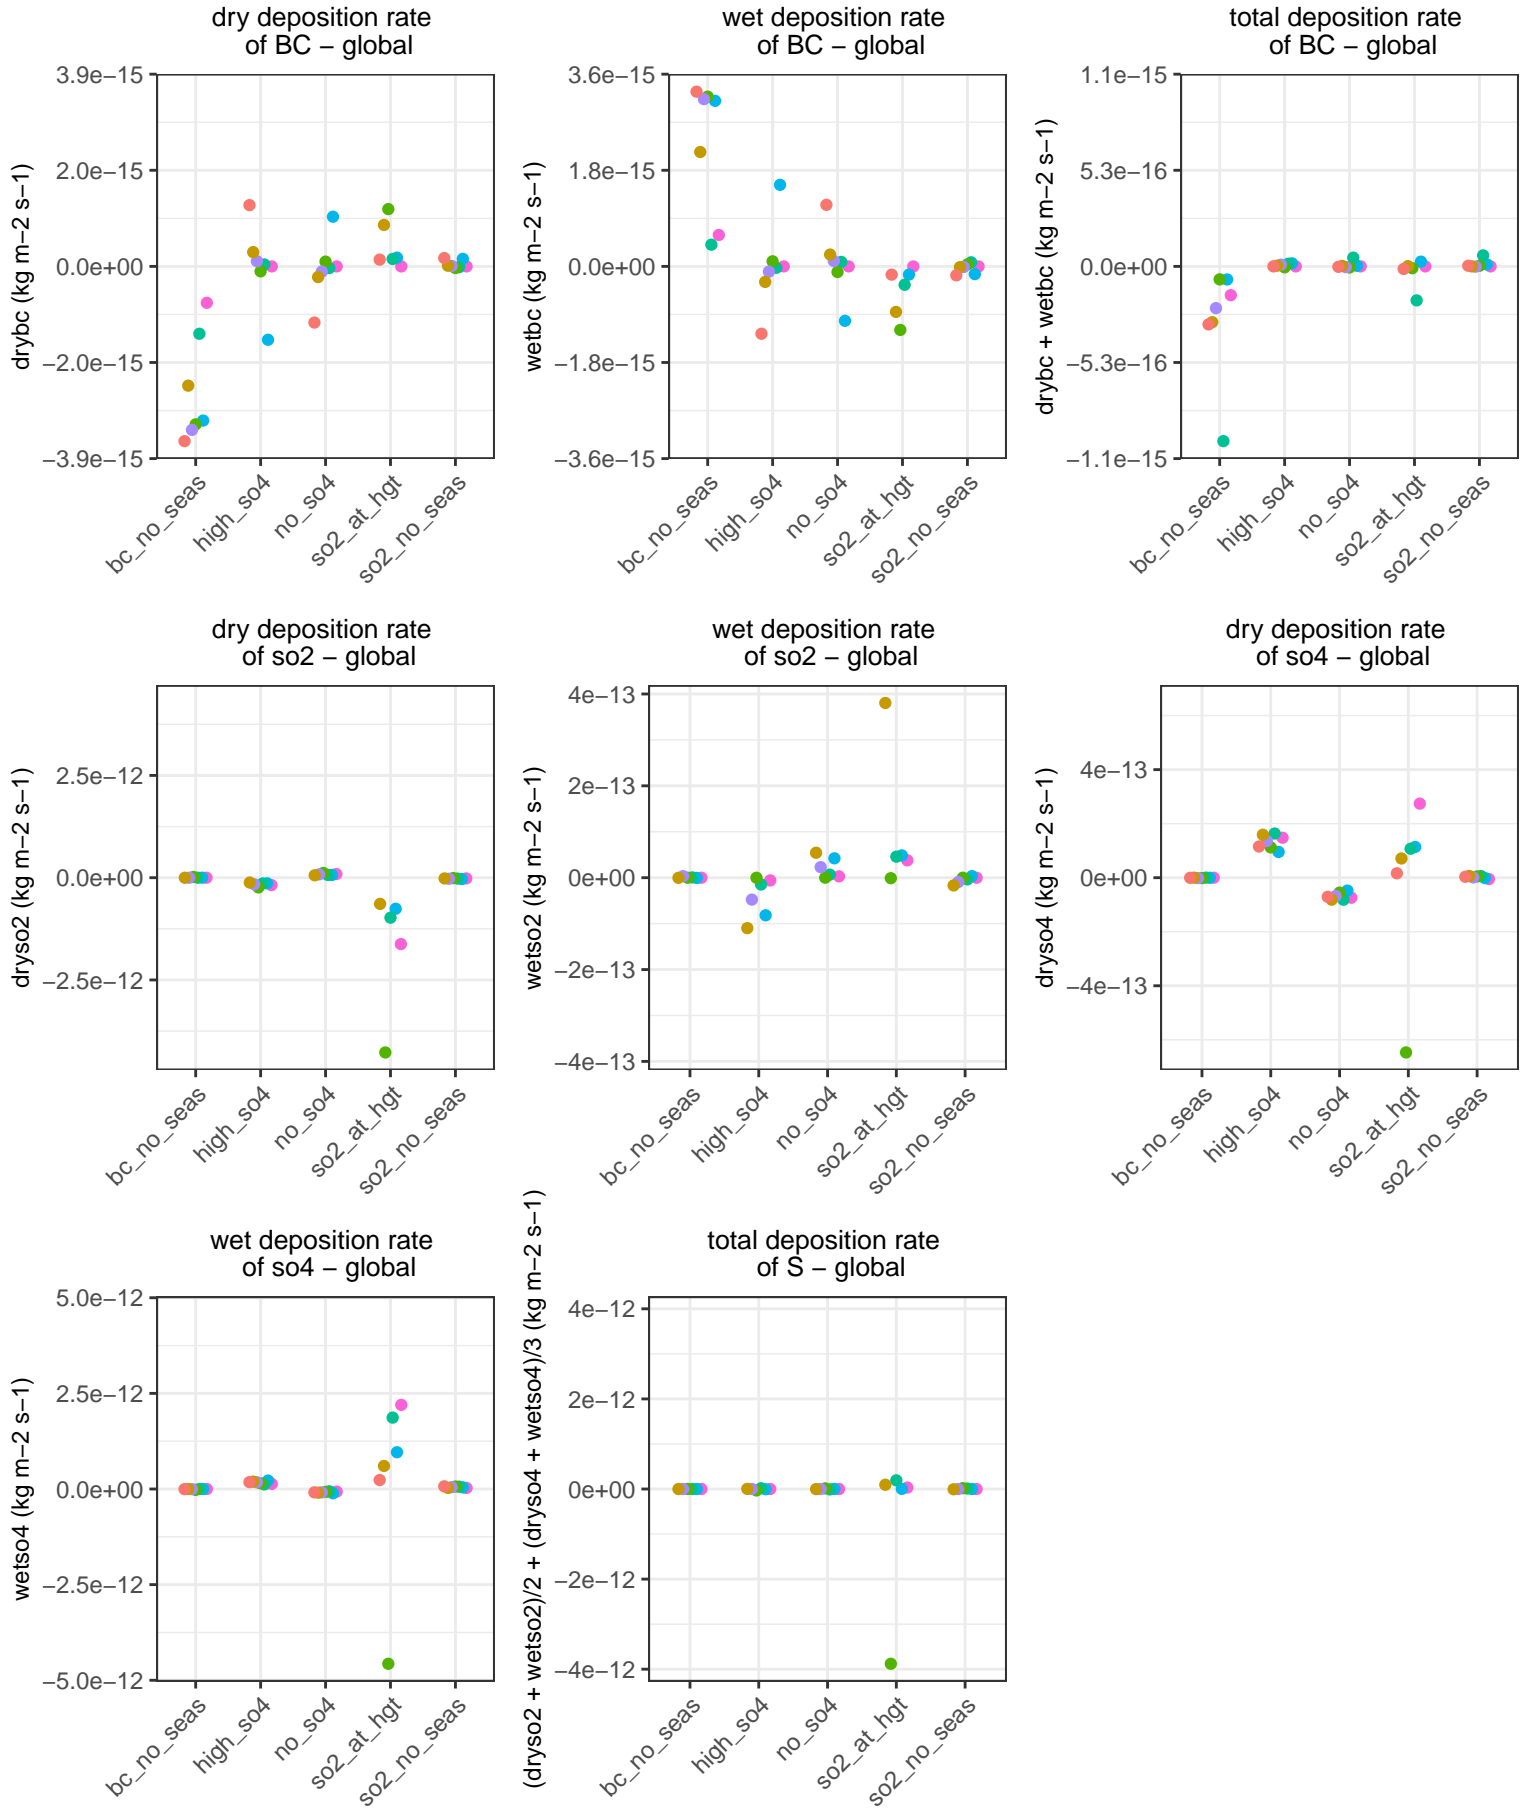 dry deposition rate
of BC − global
drybc (kg m−2 s−1)
3.9e−15
2.0e−15
0.0e+00
−2.0e−15
−3.9e−15
bc_no_seas
high_so4
no_so4
so2_at_hgt
so2_no_seas
wet deposition rate
of BC − global
wetbc (kg m−2 s−1)
3.6e−15
1.8e−15
0.0e+00
−1.8e−15
−3.6e−15
bc_no_seas
high_so4
no_so4
so2_at_hgt
so2_no_seas
total deposition rate
of BC − global
drybc + wetbc (kg m−2 s−1)
1.1e−15
5.3e−16
0.0e+00
−5.3e−16
−1.1e−15
bc_no_seas
high_so4
no_so4
so2_at_hgt
so2_no_seas
dry deposition rate
of so2 − global
dryso2 (kg m−2 s−1)
2.5e−12
0.0e+00
−2.5e−12
bc_no_seas
high_so4
no_so4
so2_at_hgt
so2_no_seas
wet deposition rate
of so2 − global
wetso2 (kg m−2 s−1)
4e−13
2e−13
0e+00
−2e−13
−4e−13
bc_no_seas
high_so4
no_so4
so2_at_hgt
so2_no_seas
dry deposition rate
of so4 − global
dryso4 (kg m−2 s−1)
4e−13
0e+00
−4e−13
bc_no_seas
high_so4
no_so4
so2_at_hgt
so2_no_seas
wet deposition rate
of so4 − global
wetso4 (kg m−2 s−1)
5.0e−12
2.5e−12
0.0e+00
−2.5e−12
−5.0e−12
bc_no_seas
high_so4
no_so4
so2_at_hgt
so2_no_seas
total deposition rate
of S − global
(dryso2 + wetso2)/2 + (dryso4 + wetso4)/3 (kg m−2 s−1)
4e−12
2e−12
0e+00
−2e−12
−4e−12
bc_no_seas
high_so4
no_so4
so2_at_hgt
so2_no_seas